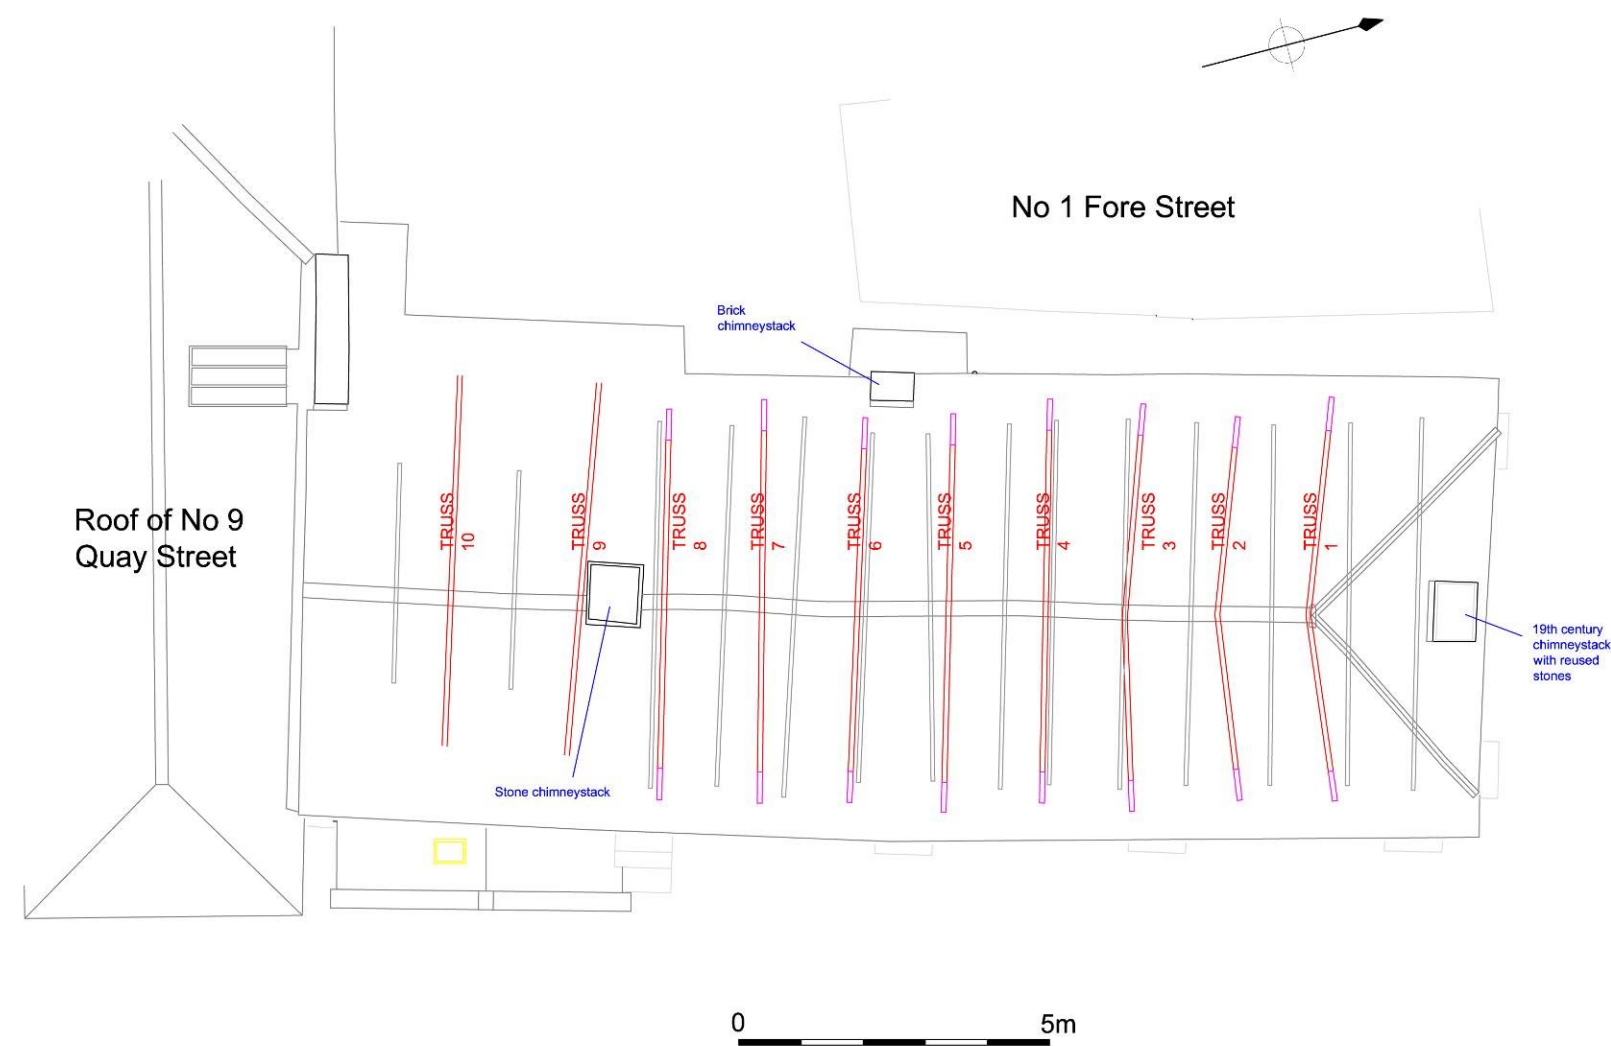 No 1 Fore Street
Brick
chimneystack
Roof of No 9
Quay Street
TRUSS
10
TRUSS
9
TRUSS
8
TRUSS
7
TRUSS
6
TRUSS
5
TRUSS
4
TRUSS
3
TRUSS
2
TRUSS
1
19th century
chimneystack
with reused
stones
Stone chimneystack
0 5m